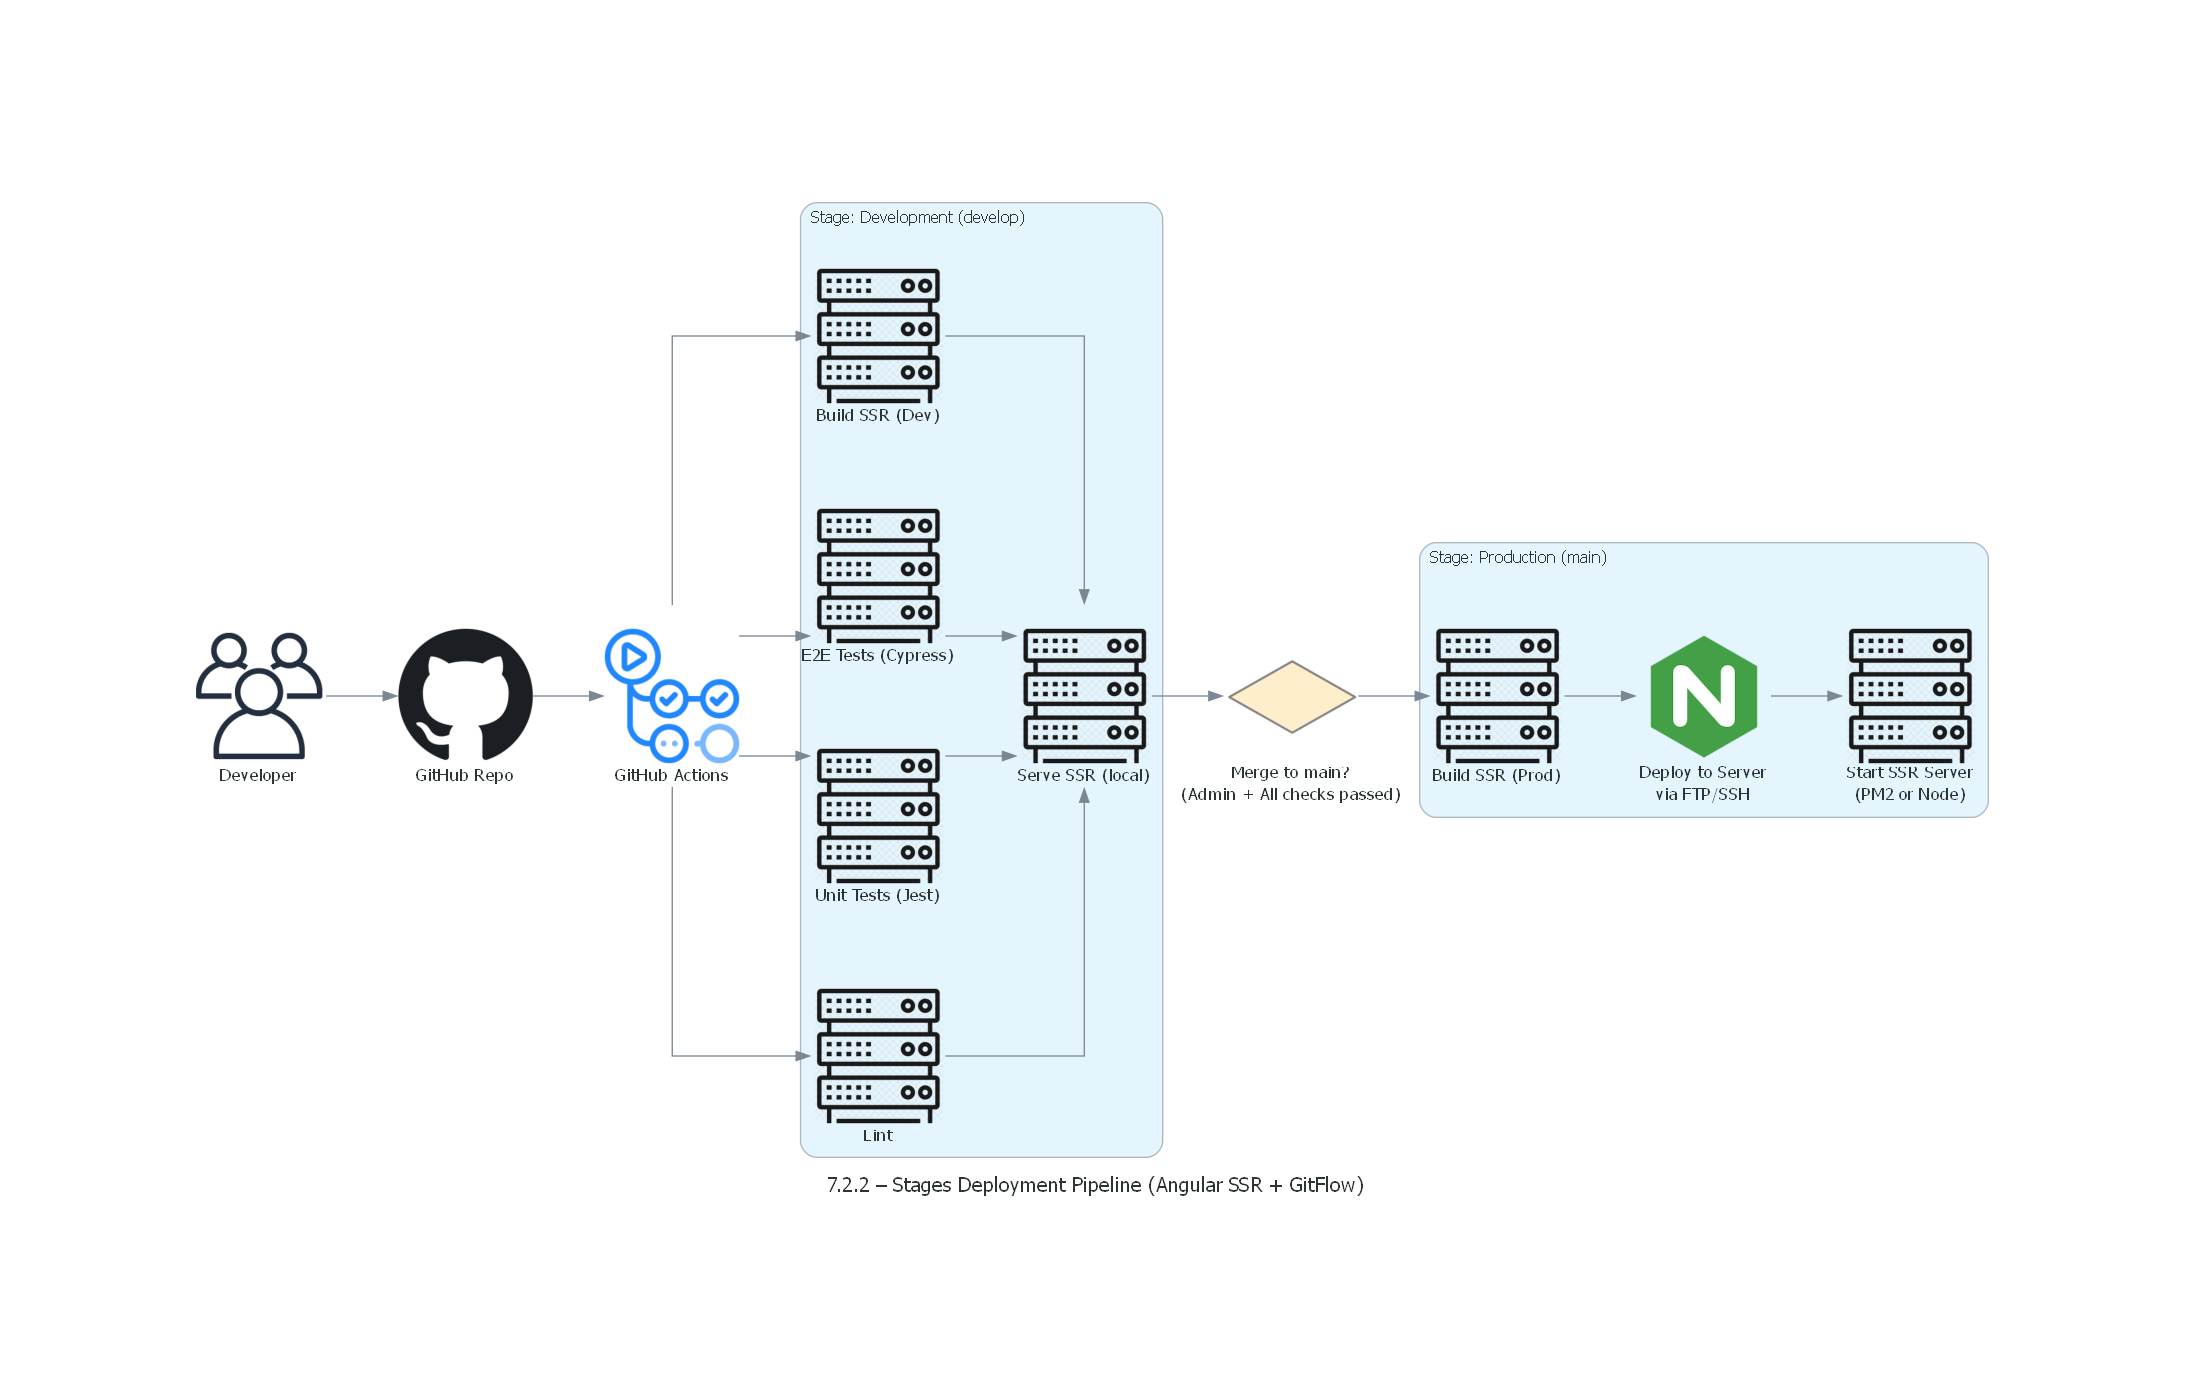 Stage: Development (develop)
Build SSR (Dev)
E2E Tests (Cypress)
Stage: Production (main)
Developer
GitHub Repo
GitHub Actions
Serve SSR (local)
Merge to main?
(Admin + All checks passed)
Build SSR (Prod)
Deploy to Server
via FTP/SSH
Start SSR Server
(PM2 or Node)
Unit Tests (Jest)
Lint
7.2.2 – Stages Deployment Pipeline (Angular SSR + GitFlow)